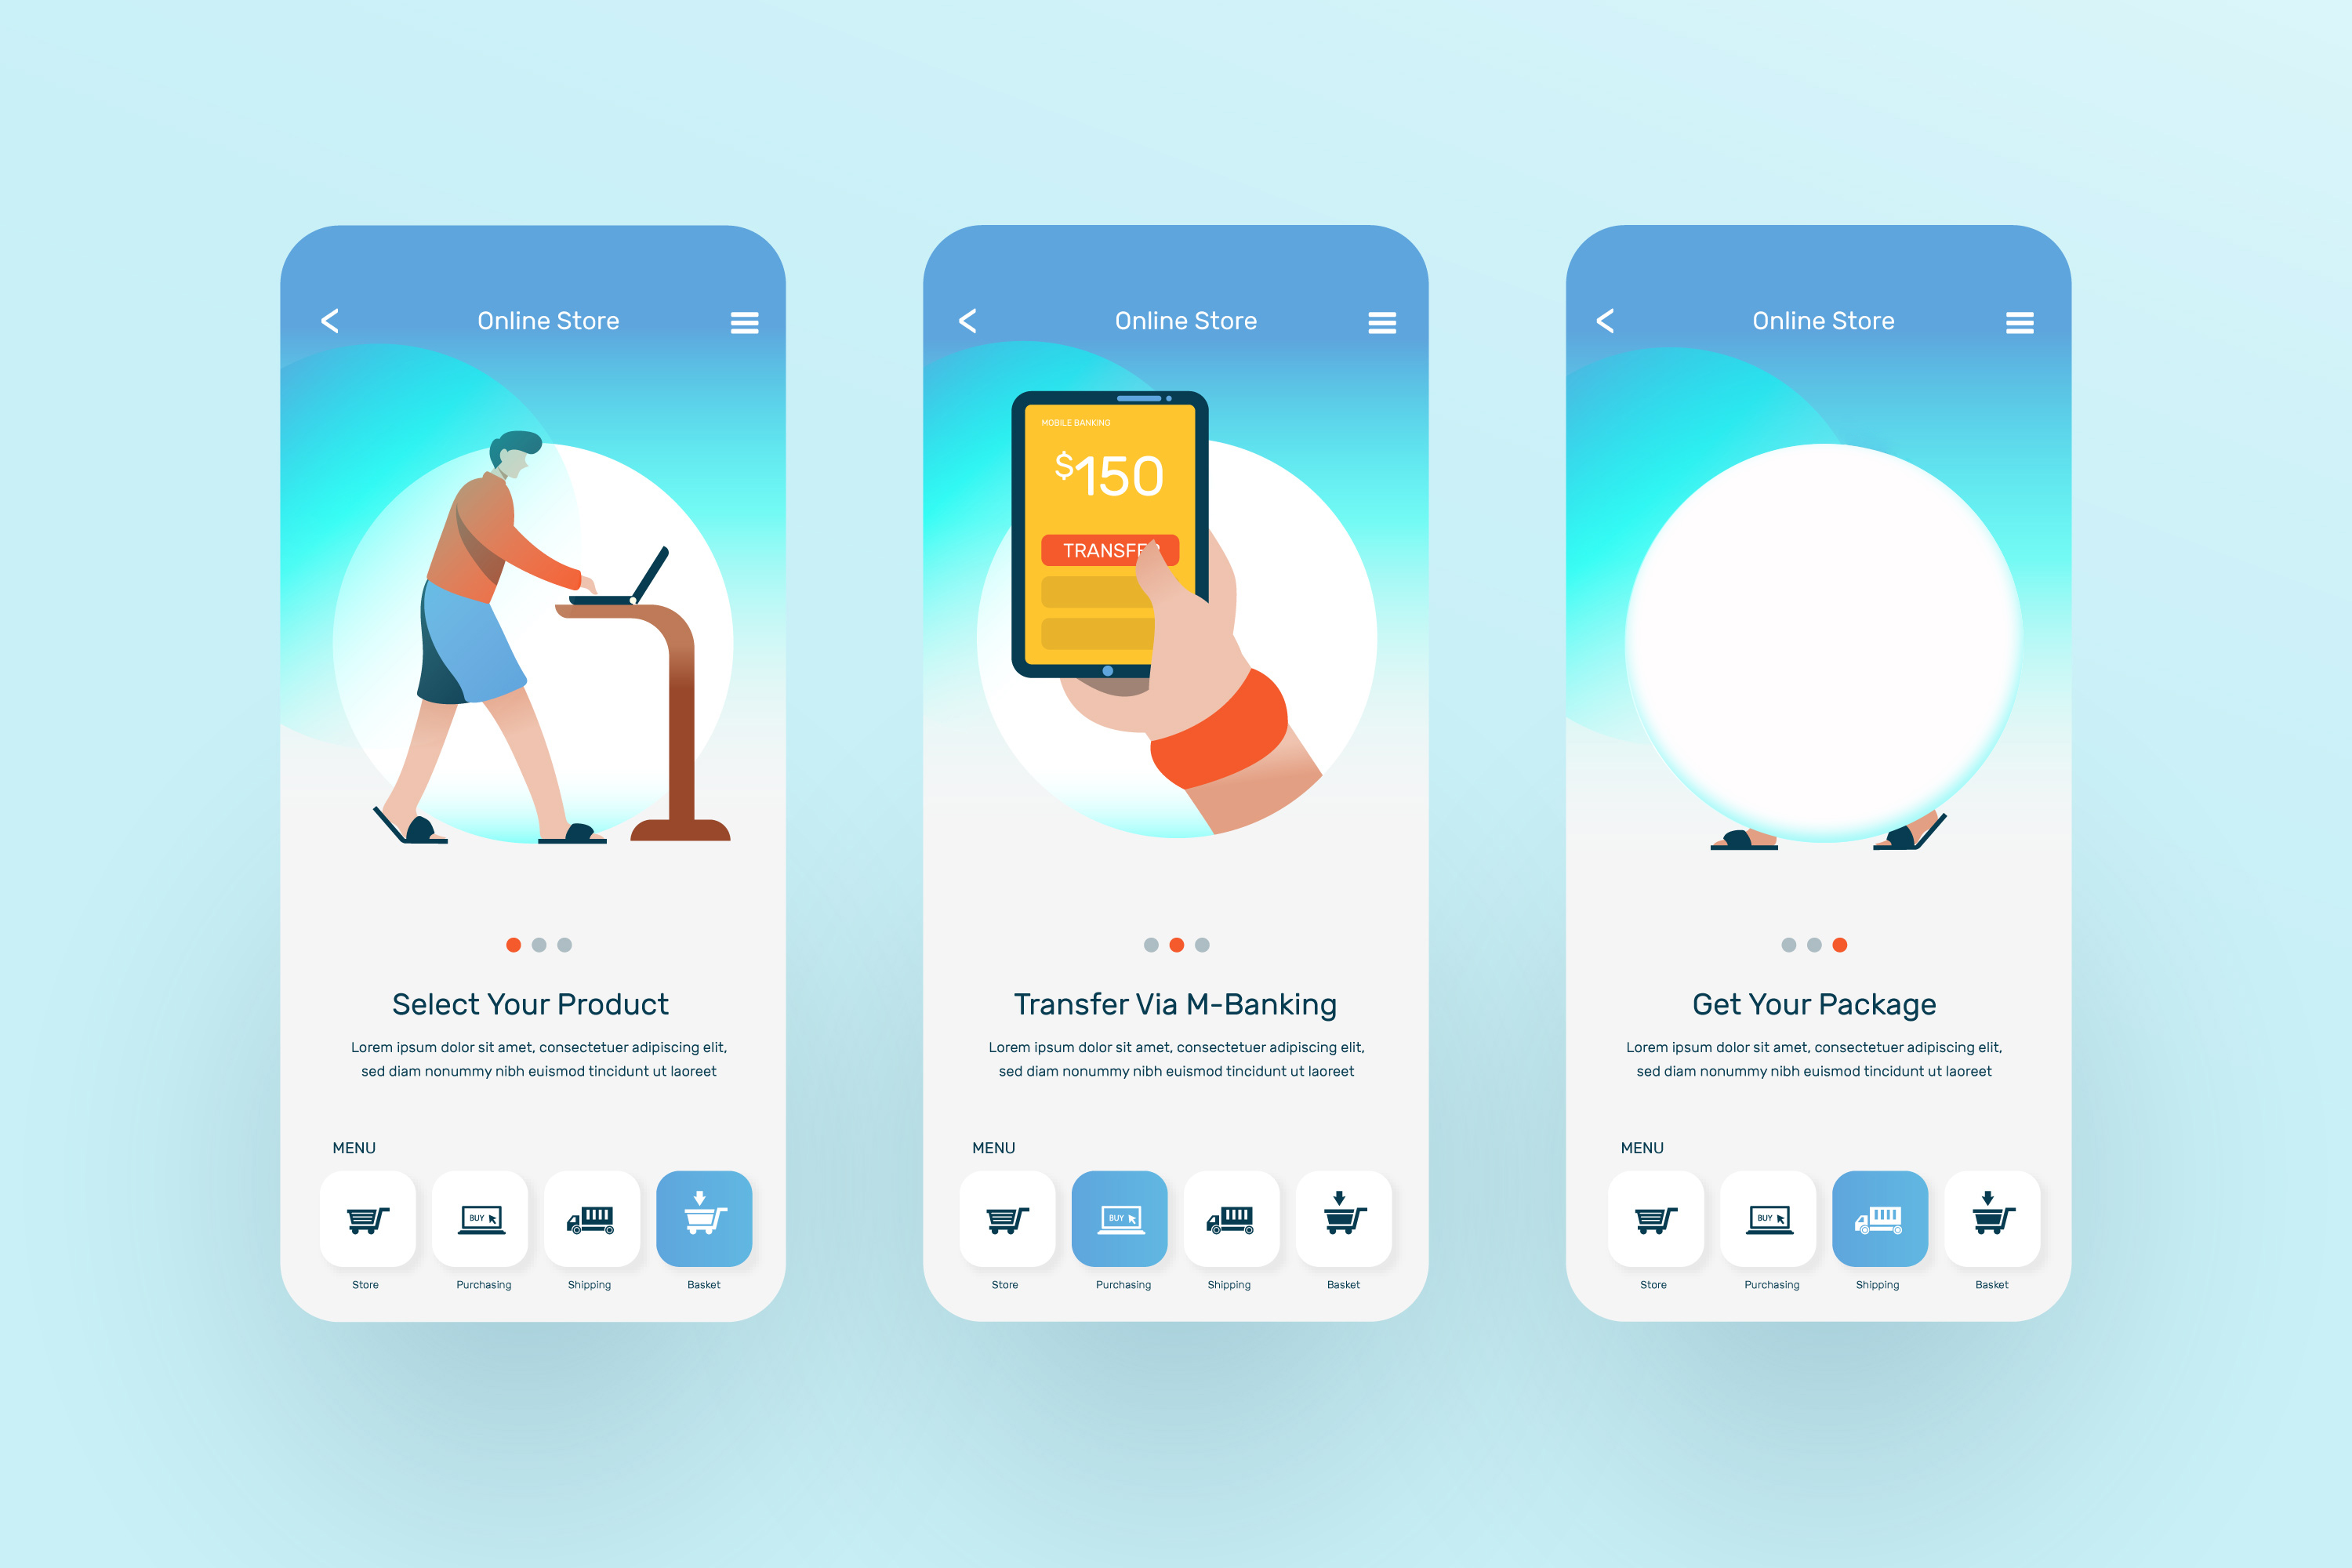 Online Store
MOBILE BANKING
$150
TRANSFER
Select Your Product
Lorem ipsum dolor sit amet, consectetuer adipiscing elit,
sed diam nonummy nibh euismod tincidunt ut laoreet
MENU
BUY
Store
Purchasing
Shipping
Basket
Online Store
Transfer Via M-Banking
Lorem ipsum dolor sit amet, consectetuer adipiscing elit,
sed diam nonummy nibh euismod tincidunt ut laoreet
MENU
BUY
Store
Purchasing
Shipping
Basket
Online Store
Get Your Package
Lorem ipsum dolor sit amet, consectetuer adipiscing elit,
sed diam nonummy nibh euismod tincidunt ut laoreet
MENU
BUY
Store
Purchasing
Shipping
Basket